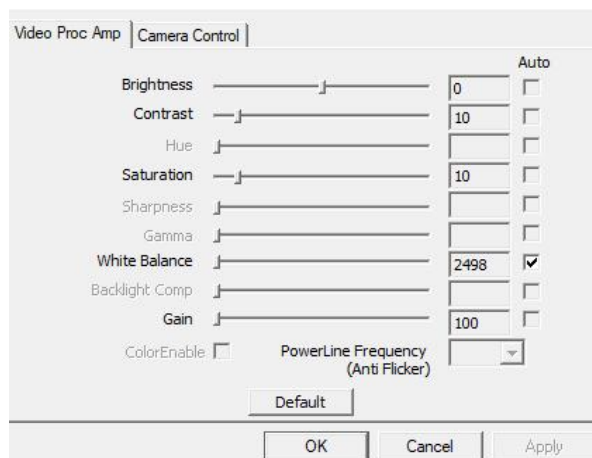 Video Proc Amp Camera Control
Auto
Brightness 0
Contrast 10
Hue
Saturation 10
Sharpness
Gamma
White Balance 2498
Backlight Comp
Gain 100
ColorEnable PowerLine Frequency
(Anti Flicker)
Default
OK Cancel Apply